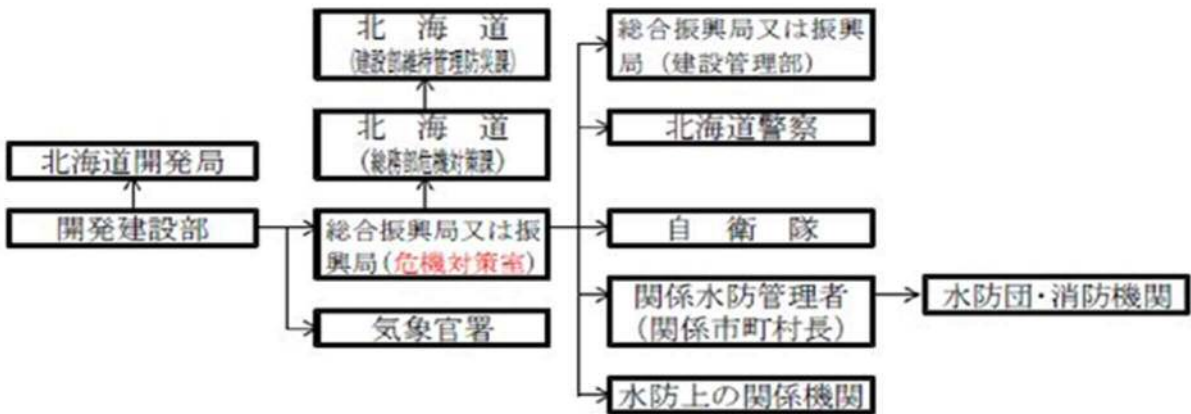 北海道開発局
開発建設部
北　海　道
(建設部維持管理防災課)
北　海　道
(総務部危機対策課)
総合振興局又は振
興局(危機対策室)
気象官署
総合振興局又は振興
局（建設管理部）
北海道警察
自　衛　隊
関係水防管理者
(関係市町村長)
水防上の関係機関
水防団・消防機関